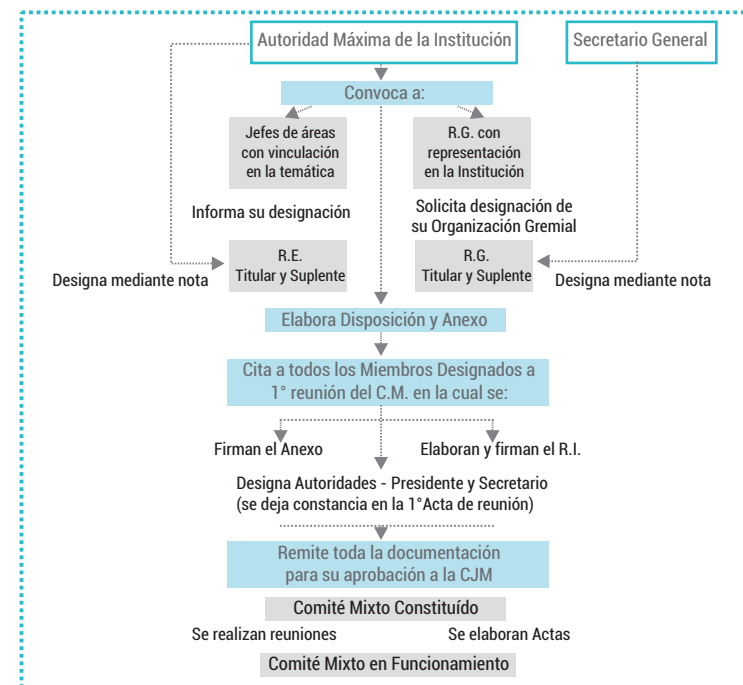 Autoridad Máxima de la Institución
Secretario General
Convoca a:
Jefes de áreas
con vinculación
en la temática
R.G. con
representación
en la Institución
Informa su designación
Solicita designación de
su Organización Gremial
R.E.
Titular y Suplente
R.G.
Titular y Suplente
Designa mediante nota
Designa mediante nota
Elabora Disposición y Anexo
Cita a todos los Miembros Designados a
1° reunión del C.M. en la cual se:
Firman el Anexo
Elaboran y firman el R.I.
Designa Autoridades - Presidente y Secretario
(se deja constancia en la 1°Acta de reunión)
Remite toda la documentación
para su aprobación a la CJM
Comité Mixto Constituído
Se realizan reuniones
Se elaboran Actas
Comité Mixto en Funcionamiento